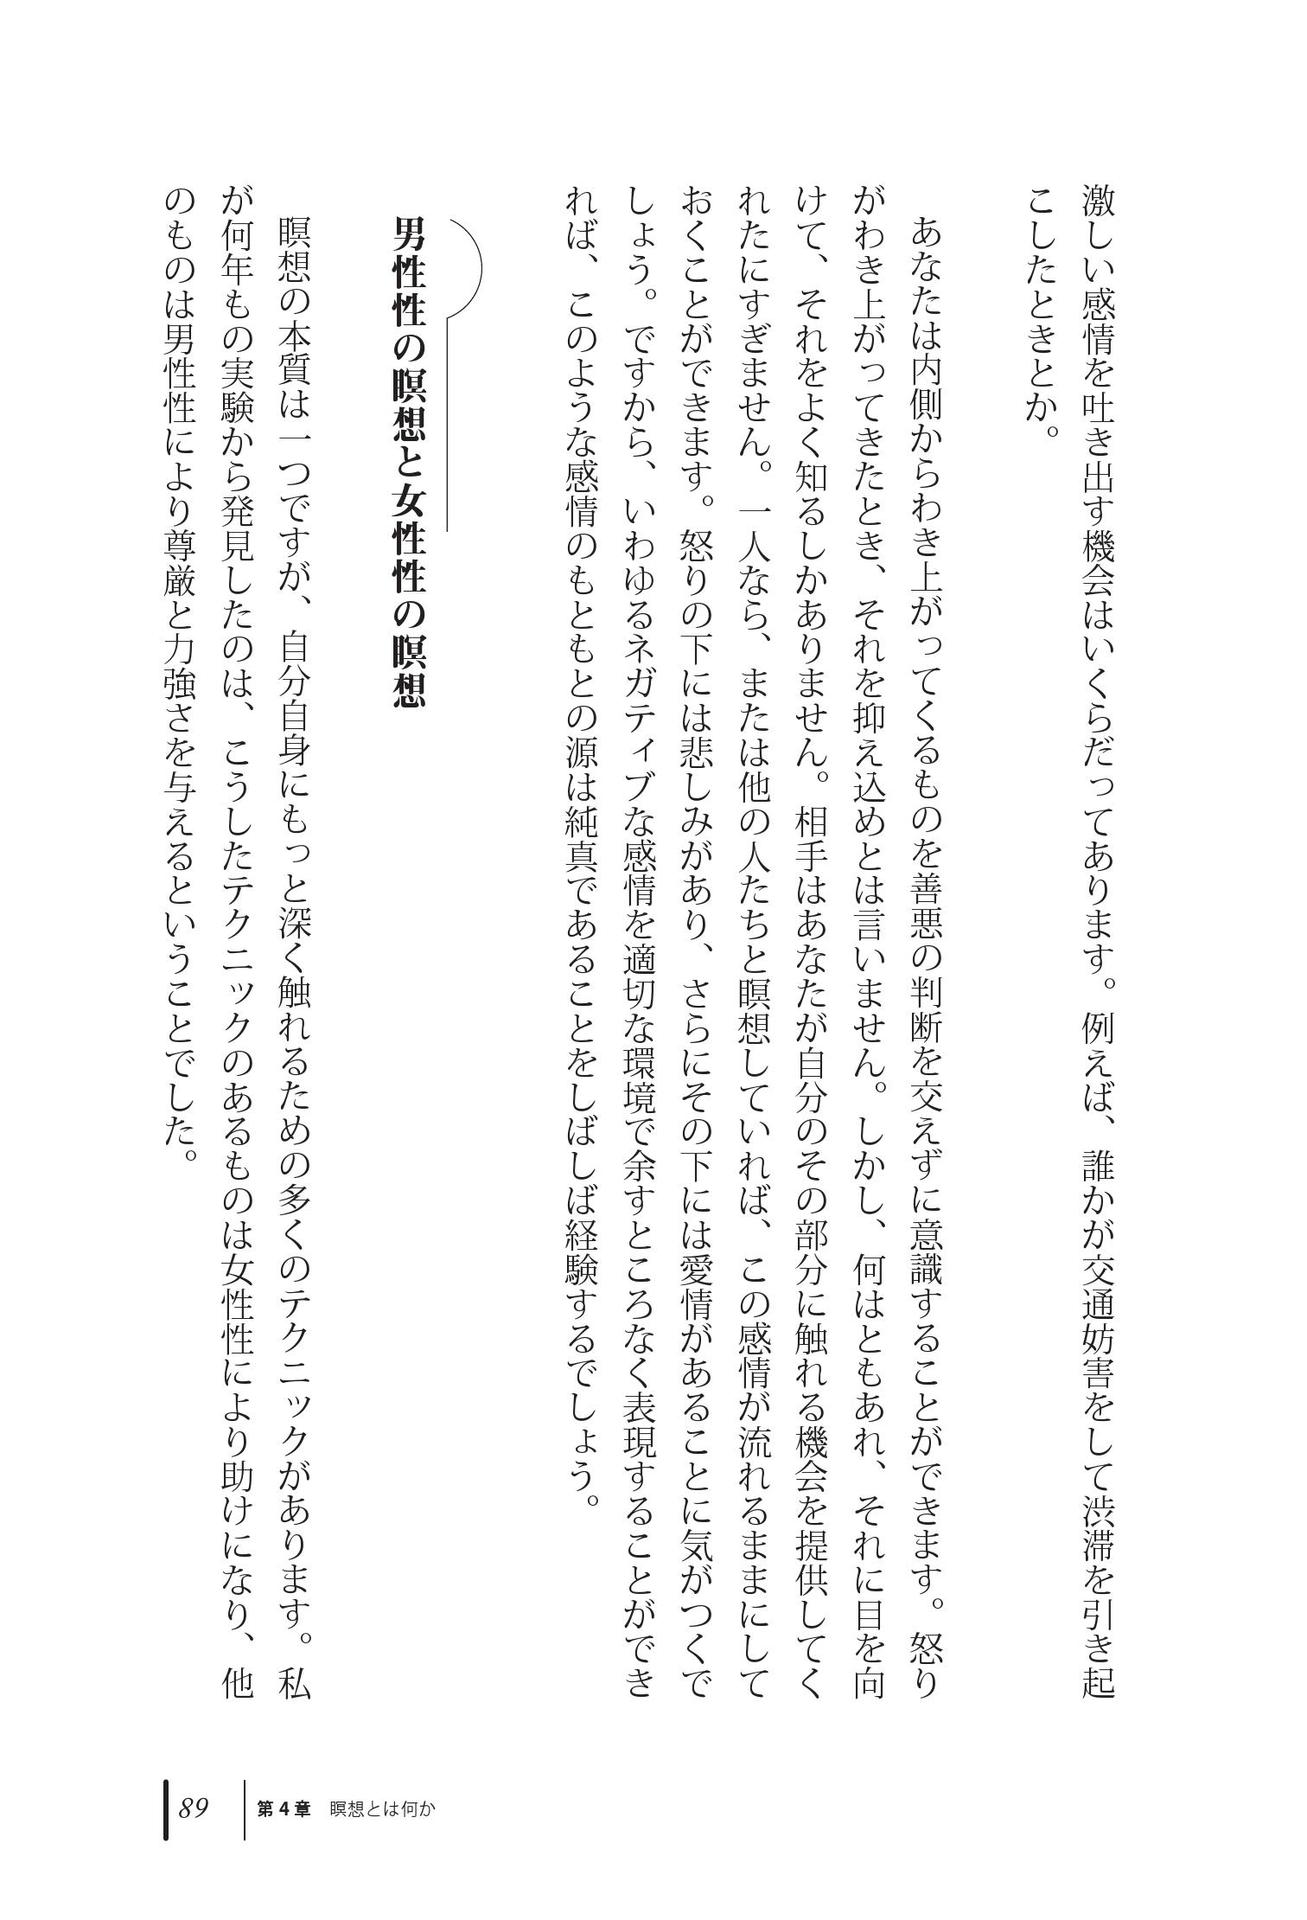 激しい感情を吐き出す機会はいくらだってあります。例えば、誰かが交通妨害をして渋滞を引き起
こしたときとか。
あなたは内側からわき上がってくるものを善悪の判断を交えずに意識することができます。怒り
がわき上がってきたとき、それを抑え込めとは言いません。しかし、何はともあれ、それに目を向
けて、それをよく知るしかありません。相手はあなたが自分のその部分に触れる機会を提供してく
れたにすぎません。一人なら、または他の人たちと瞑想していれば、この感情が流れるままにして
おくことができます。怒りの下には悲しみがあり、さらにその下には愛情があることに気がつくで
しょう。ですから、いわゆるネガティブな感情を適切な環境で余すところなく表現することができ
れば、このような感情のもともとの源は純真であることをしばしば経験するでしょう。
男性性の瞑想と女性性の瞑想
瞑想の本質は一つですが、自分自身にもっと深く触れるための多くのテクニックがあります。私
が何年もの実験から発見したのは、こうしたテクニックのあるものは女性性により助けになり、他
のものは男性性により尊厳と力強さを与えるということでした。
89 第4章 瞑想とは何か